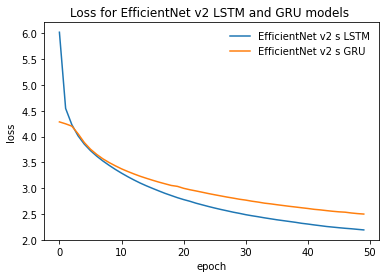 Loss for EfficientNet v2 LSTM and GRU models
EfficientNet v2 s LSTM
EfficientNet v2 s GRU
loss
6.0
5.5
5.0
4.5
4.0
3.5
3.0
2.5
2.0
0 10 20 30 40 50
epoch